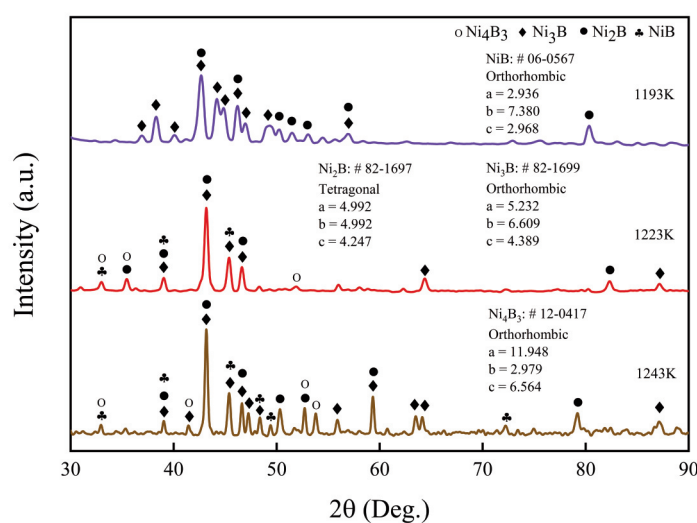 o Ni₄B₃ ♦ Ni₃B ● Ni₂B ♣ NiB
NiB: # 06-0567
Orthorhombic
a = 2.936
b = 7.380
c = 2.968
1193K
Ni₂B: # 82-1697
Tetragonal
a = 4.992
b = 4.992
c = 4.247
Ni₃B: # 82-1699
Orthorhombic
a = 5.232
b = 6.609
c = 4.389
1223K
Ni₄B₃: # 12-0417
Orthorhombic
a = 11.948
b = 2.979
c = 6.564
1243K
Intensity (a.u.)
30 40 50 60 70 80 90
2θ (Deg.)